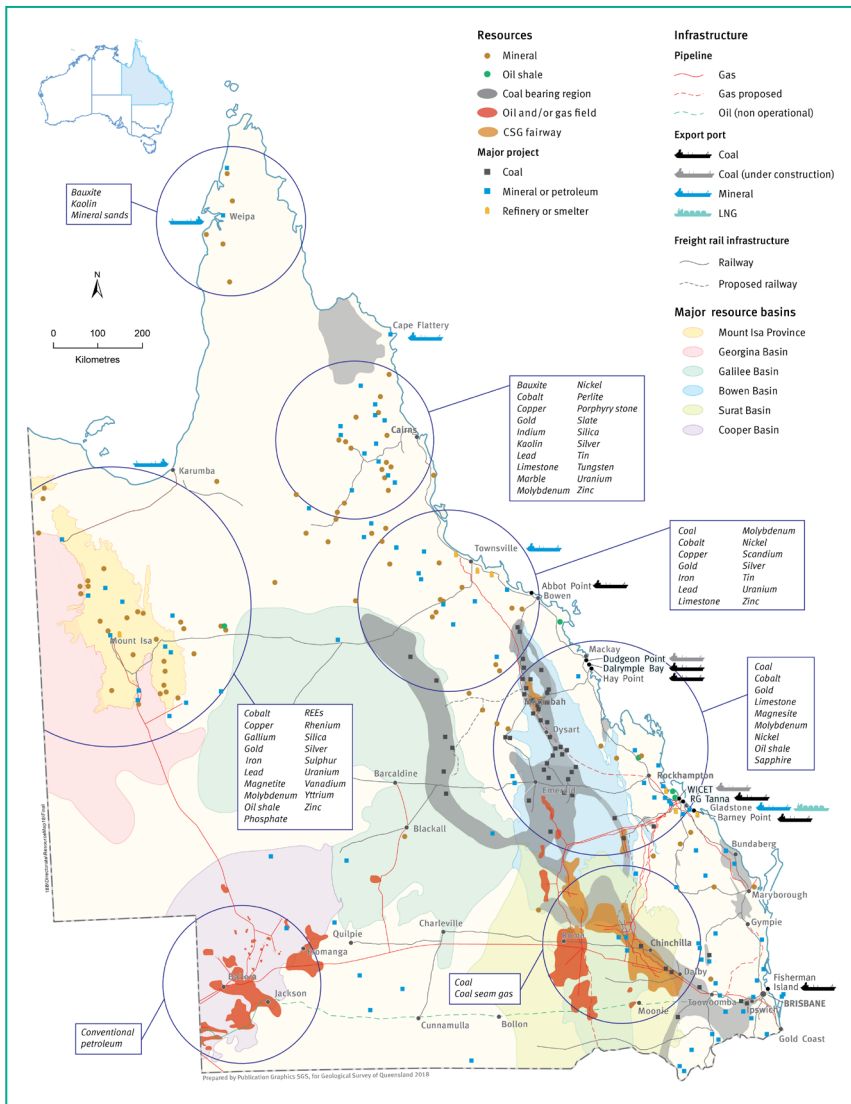 Resources
Mineral
Oil shale
Coal bearing region
Oil and/or gas field
CSG fairway
Major project
Coal
Mineral or petroleum
Refinery or smelter
Infrastructure
Pipeline
Gas
Gas proposed
Oil (non operational)
Export port
Coal
Coal (under construction)
Mineral
LNG
Freight rail infrastructure
Railway
Proposed railway
Major resource basins
Mount Isa Province
Georgina Basin
Galilee Basin
Bowen Basin
Surat Basin
Cooper Basin
Bauxite
Kaolin
Mineral sands
Weipa
N
0 100 200
Kilometres
Cape Flattery
Bauxite Nickel
Cobalt Perlite
Copper Porphyry stone
Gold Slate
Indium Silica
Kaolin Silver
Lead Tin
Limestone Tungsten
Marble Uranium
Molybdenum Zinc
Cairns
Karumba
Coal Molybdenum
Cobalt Nickel
Copper Scandium
Gold Silver
Iron Tin
Lead Uranium
Limestone Zinc
Townsville
Abbot Point
Bowen
Mount Isa
Mackay
Dudgeon Point
Dalrymple Bay
Hay Point
Coal
Cobalt
Gold
Limestone
Magnesite
Molybdenum
Nickel
Oil shale
Sapphire
Moranbah
Dysart
Cobalt REEs
Copper Rhenium
Gallium Silica
Gold Silver
Iron Sulphur
Lead Uranium
Magnetite Vanadium
Molybdenum Yttrium
Oil shale Zinc
Phosphate
Barcaldine
Emerald
Rockhampton
WICET
RG Tanna
Gladstone
Barney Point
Blackall
Bundaberg
Maryborough
Gympie
Charleville
Quilpie
Eromanga
Roma
Chinchilla
Dalby
Coal
Coal seam gas
Fisherman
Island
BRISBANE
Toowoomba
Ipswich
Moonie
Gold Coast
Ballera
Jackson
Cunnamulla
Bollon
Conventional
petroleum
Prepared by Publication Graphics SGS, for Geological Survey of Queensland 2018